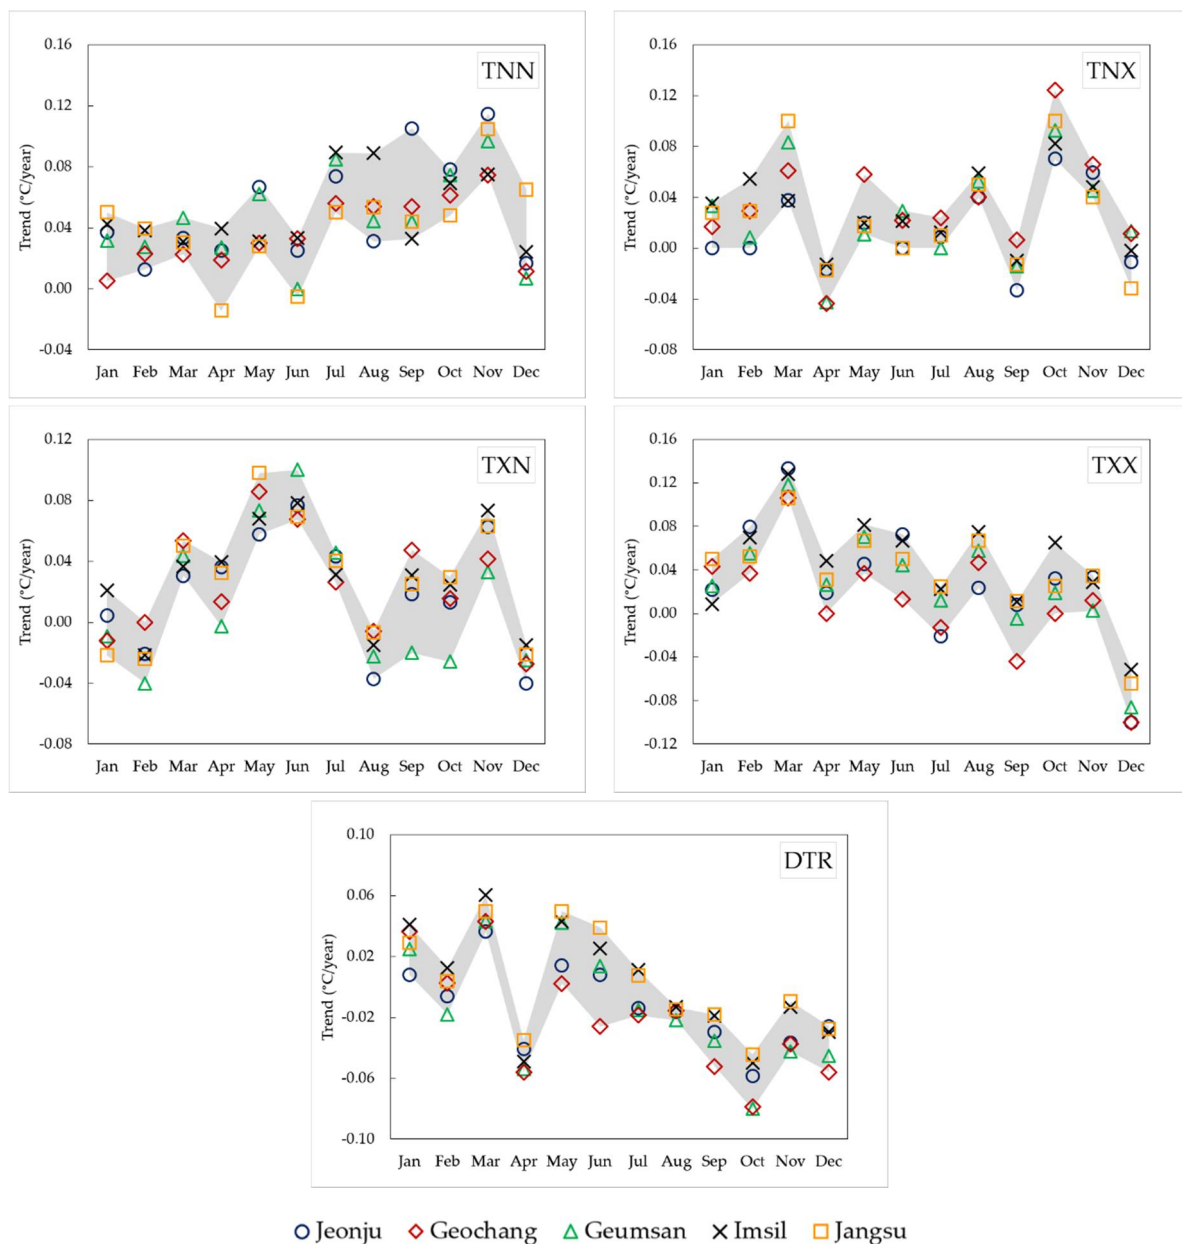 TNN
Trend (°C/year)
0.16
0.12
0.08
0.04
0.00
-0.04
Jan Feb Mar Apr May Jun Jul Aug Sep Oct Nov Dec
TNX
Trend (°C/year)
0.16
0.12
0.08
0.04
0.00
-0.04
-0.08
Jan Feb Mar Apr May Jun Jul Aug Sep Oct Nov Dec
TXN
Trend (°C/year)
0.12
0.08
0.04
0.00
-0.04
-0.08
Jan Feb Mar Apr May Jun Jul Aug Sep Oct Nov Dec
TXX
Trend (°C/year)
0.16
0.12
0.08
0.04
0.00
-0.04
-0.08
-0.12
Jan Feb Mar Apr May Jun Jul Aug Sep Oct Nov Dec
DTR
Trend (°C/year)
0.10
0.06
0.02
-0.02
-0.06
-0.10
Jan Feb Mar Apr May Jun Jul Aug Sep Oct Nov Dec
Jeonju Geochang Geumsan Imsil Jangsu